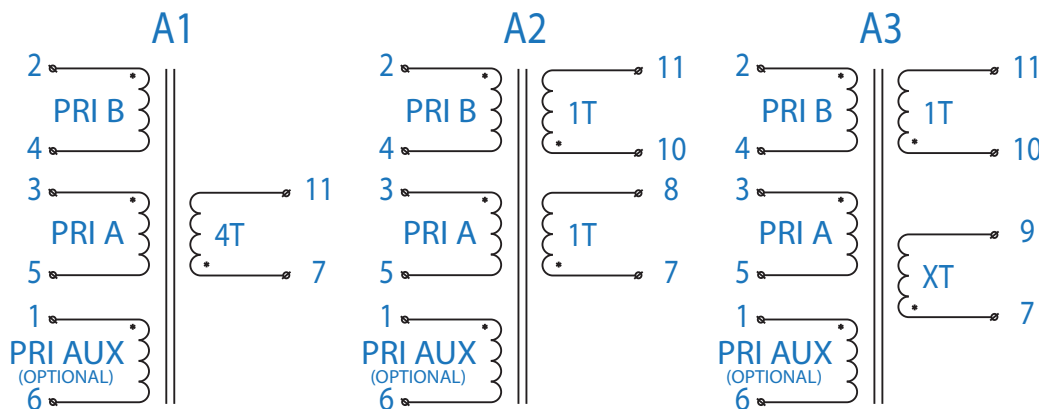 A1
2
PRI B
4
3
PRI A
5
1
PRI AUX
(OPTIONAL)
6
11
4T
7
A2
2
PRI B
4
3
PRI A
5
1
PRI AUX
(OPTIONAL)
6
11
1T
10
8
1T
7
A3
2
PRI B
4
3
PRI A
5
1
PRI AUX
(OPTIONAL)
6
11
1T
10
9
XT
7